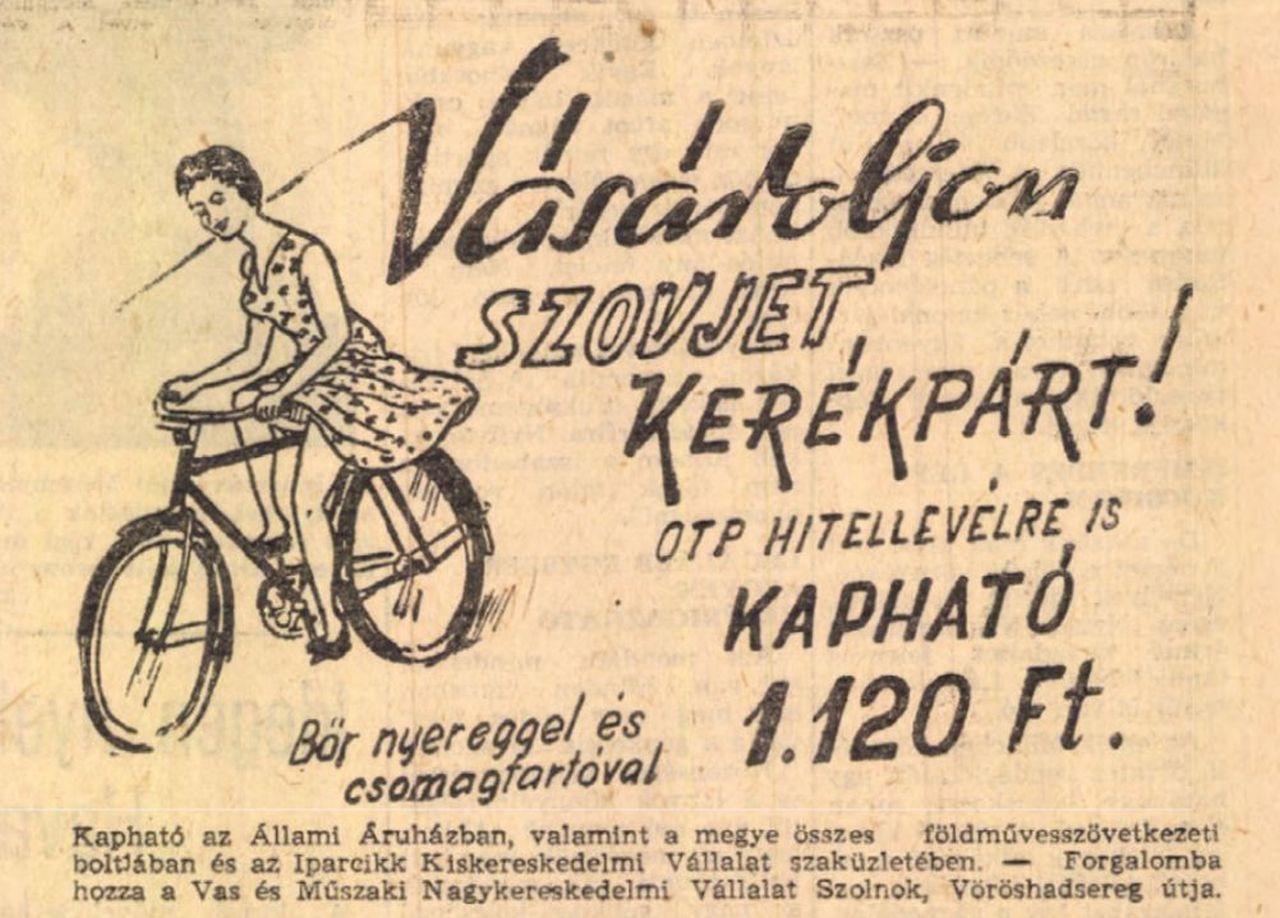 Vásároljon
SZOVJET
KERÉKPÁRT!
OTP HITELLEVÉLRE IS
KAPHATÓ
1.120 Ft.
Bőr nyereggel és
csomagtartóval
Kapható az Állami Áruházban, valamint a megye összes földművesszövetkezeti
boltJában és az Iparcikk Kiskereskedelmi Vállalat szaküzletében. — Forgalomba
hozza a Vas és Műszaki Nagykereskedelmi Vállalat Szolnok, Vöröshadsereg útja.